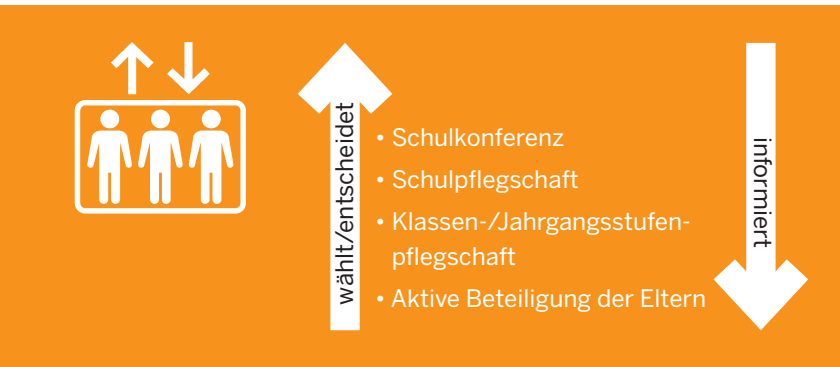 wählt/entscheidet
• Schulkonferenz
• Schulpflegschaft
• Klassen-/Jahrgangsstufen-
pflegschaft
• Aktive Beteiligung der Eltern
informiert